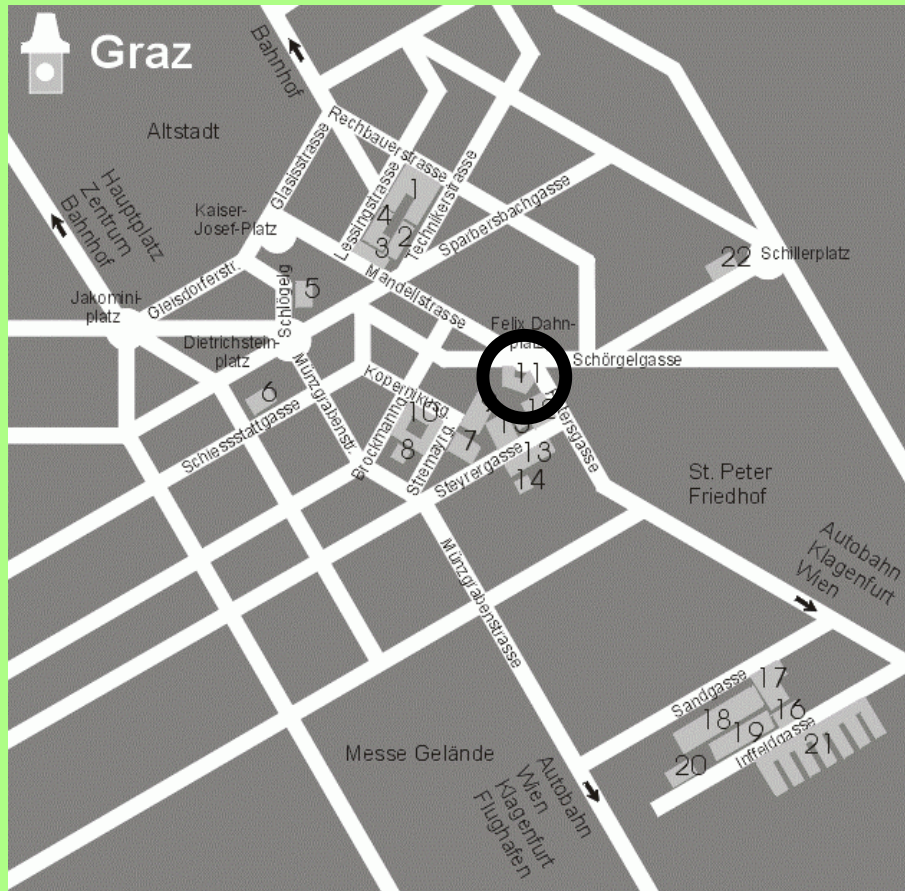 Graz
Bahnhof
Altstadt
Rechbauerstrasse
Glasisstrasse
Hauptplatz
Zentrum
Bahnhof
Kaiser-
Josef-Platz
Lessingstrasse
1
4
2
3
Technikerstrasse
Sparbersbachgasse
22
Schillerplatz
Gleisdorferstr.
Mandellstrasse
Jakomini-
platz
Schlögelg
5
Felix Dahn-
Dietrichstein-
platz
11
Schörgelgasse
Münzgrabenstr.
Kopernikusg.
6
Schiessstattgasse
Brockmanng
10
8
Stremayrg.
7
12
13
14
Steyrergasse
St. Peter
Friedhof
Autobahn
Klagenfurt
Wien
Münzgrabenstrasse
Sandgasse
17
16
18
19
20
21
Inffeldgasse
Messe Gelände
Autobahn
Wien
Klagenfurt
Flughafen